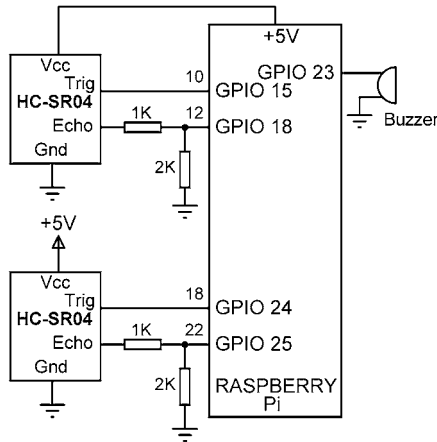 +5V
Vcc
Trig
HC-SR04
Echo
Gnd
1K
2K
10
12
GPIO 15
GPIO 18
GPIO 23
Buzzer
+5V
Vcc
Trig
HC-SR04
Echo
Gnd
1K
2K
18
22
GPIO 24
GPIO 25
RASPBERRY
Pi